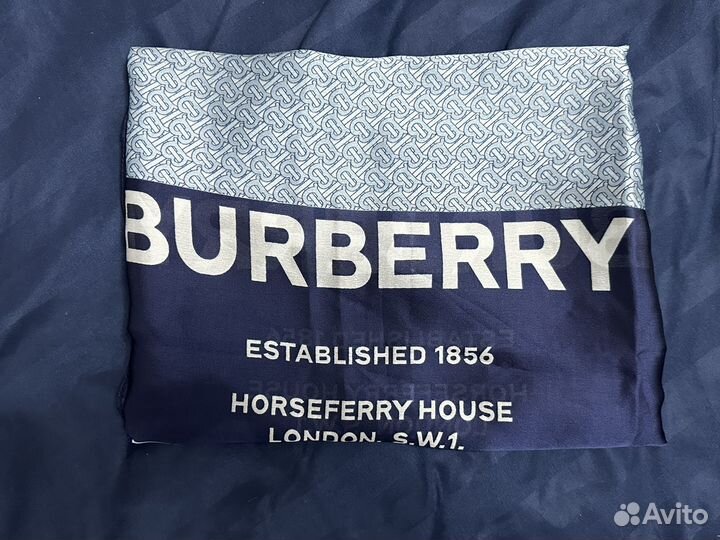 BURBERRY
ESTABLISHED 1856
HORSEFERRY HOUSE
LONDON, S.W.1.
Avito